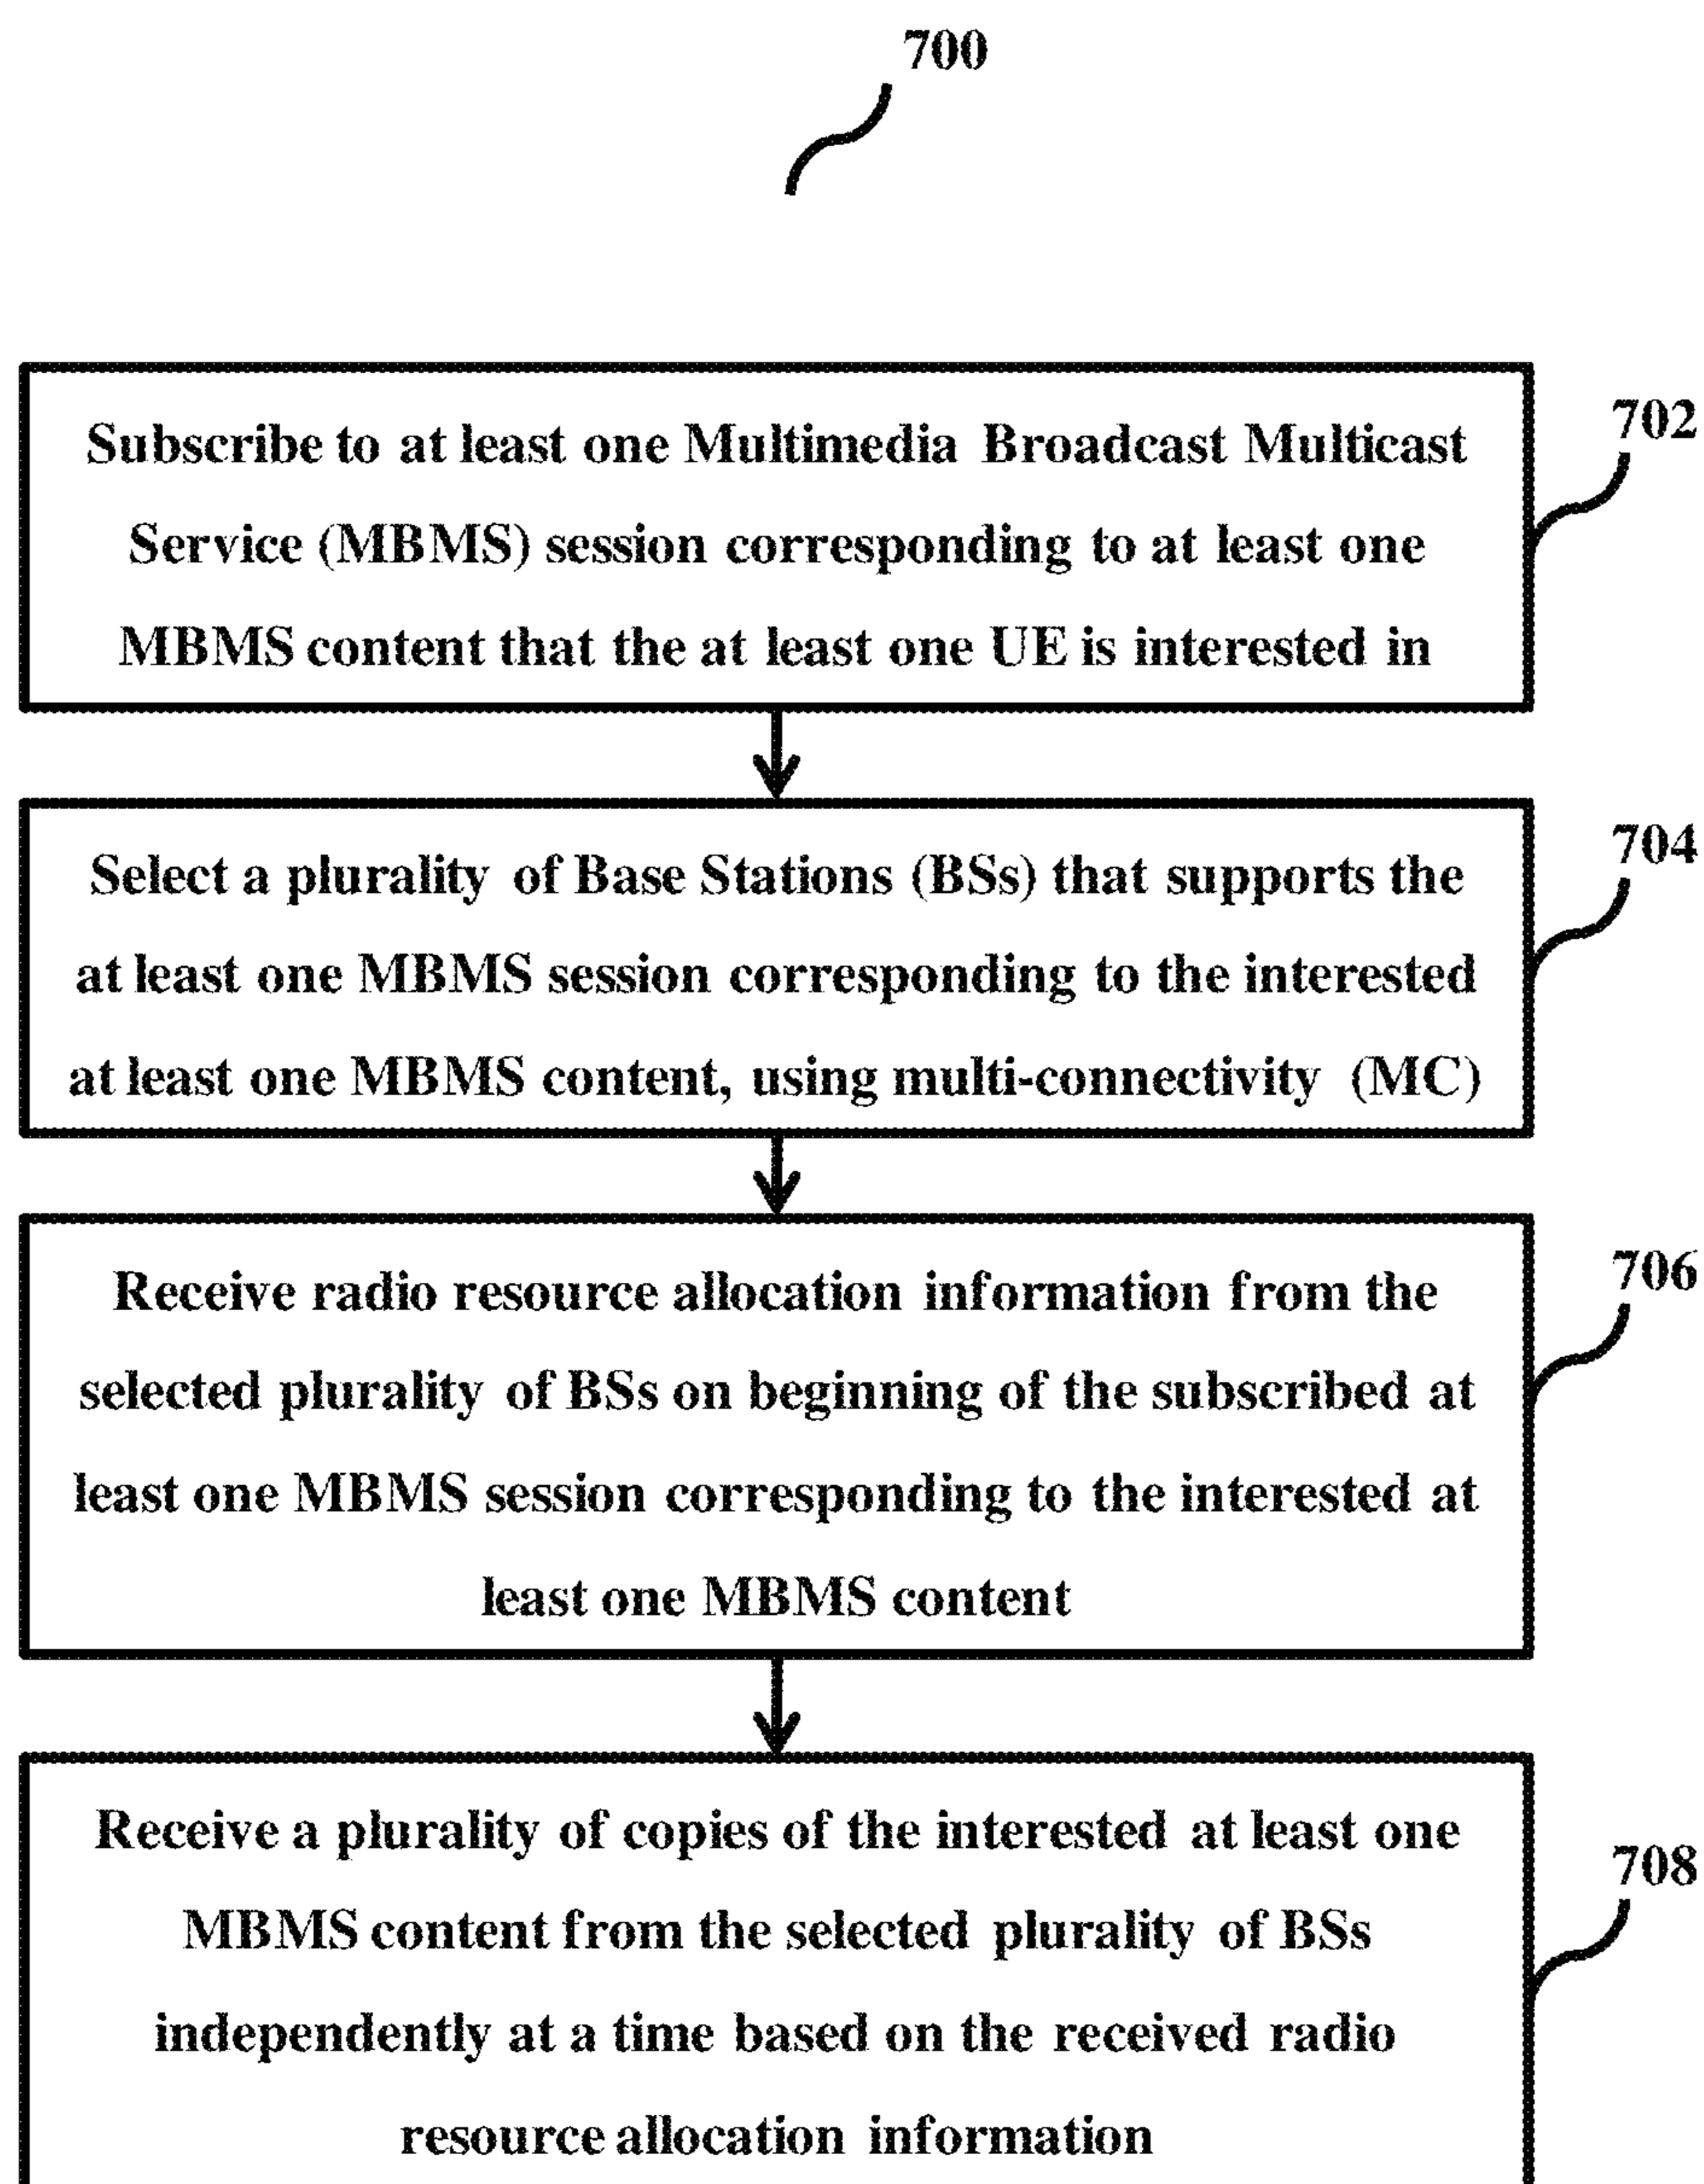 700
Subscribe to at least one Multimedia Broadcast Multicast
Service (MBMS) session corresponding to at least one
MBMS content that the at least one UE is interested in
702
Select a plurality of Base Stations (BSs) that supports the
at least one MBMS session corresponding to the interested
at least one MBMS content, using multi-connectivity (MC)
704
Receive radio resource allocation information from the
selected plurality of BSs on beginning of the subscribed at
least one MBMS session corresponding to the interested at
least one MBMS content
706
Receive a plurality of copies of the interested at least one
MBMS content from the selected plurality of BSs
independently at a time based on the received radio
resource allocation information
708